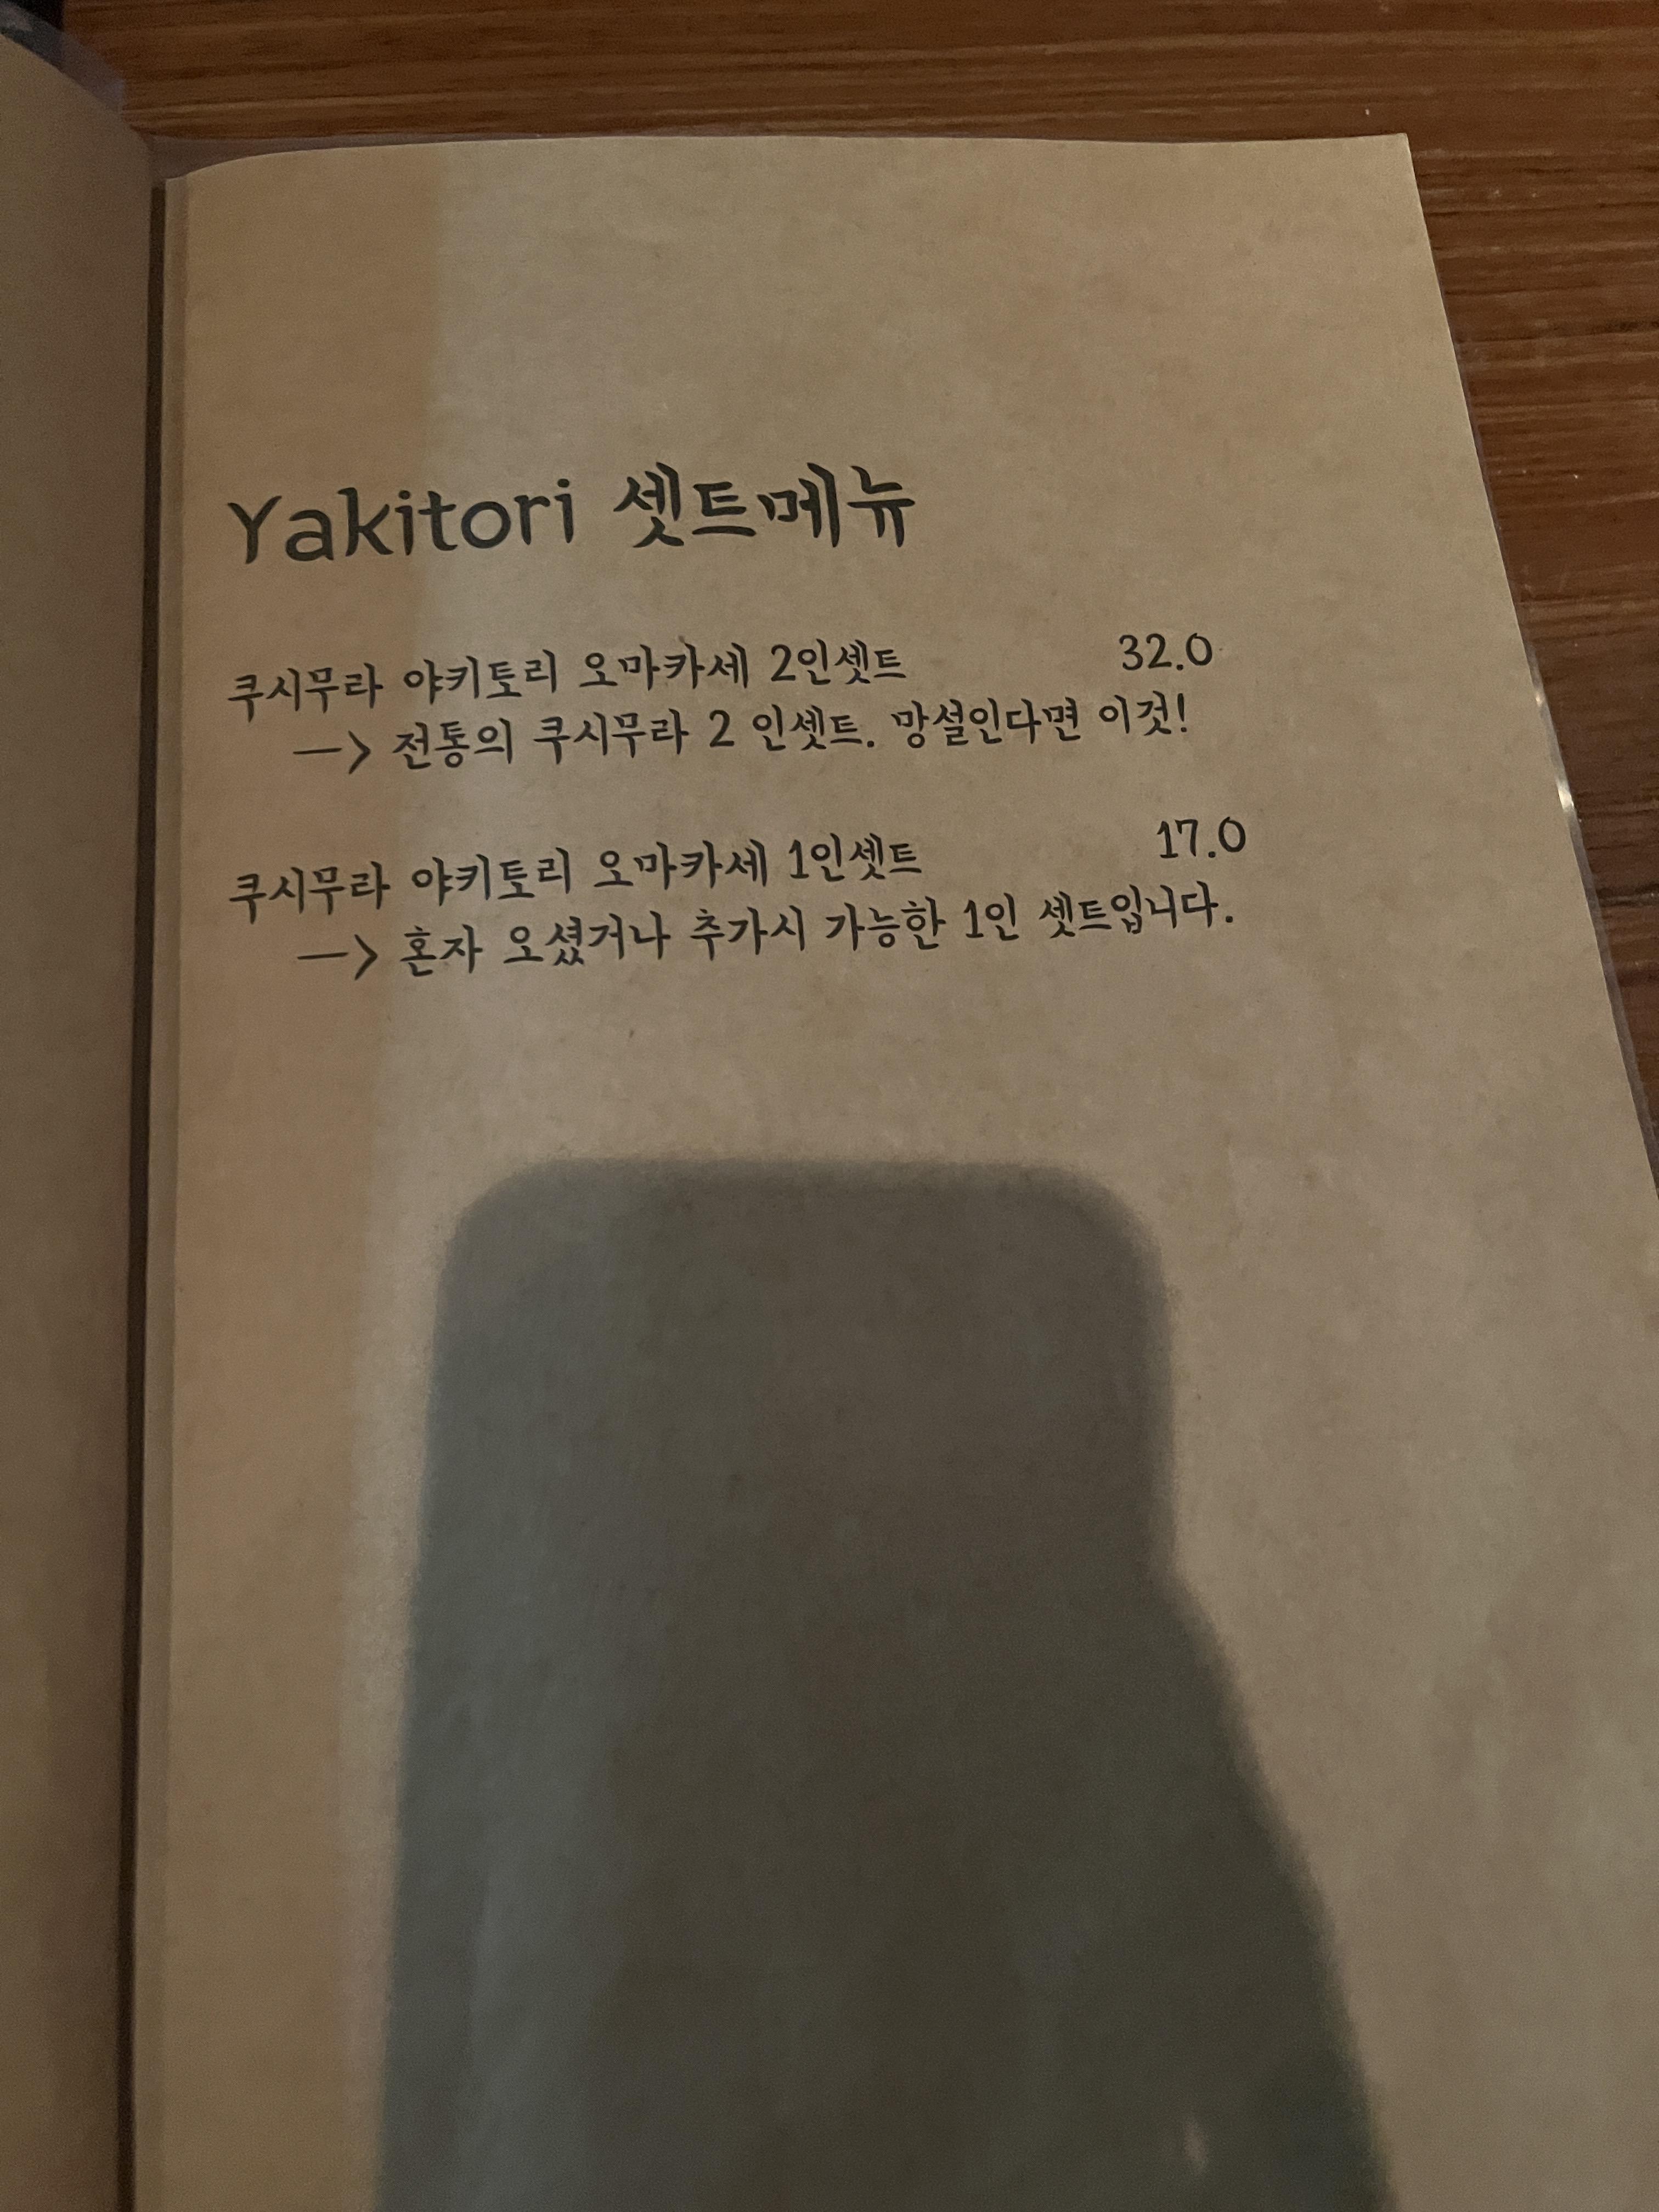 Yakitori 셋트메뉴
쿠시무라 야키토리 오마카세 2인셋트 32.0
—> 전통의 쿠시무라 2 인셋트. 망설인다면 이것!
쿠시무라 야키토리 오마카세 1인셋트 17.0
—> 혼자 오셨거나 추가시 가능한 1인 셋트입니다.